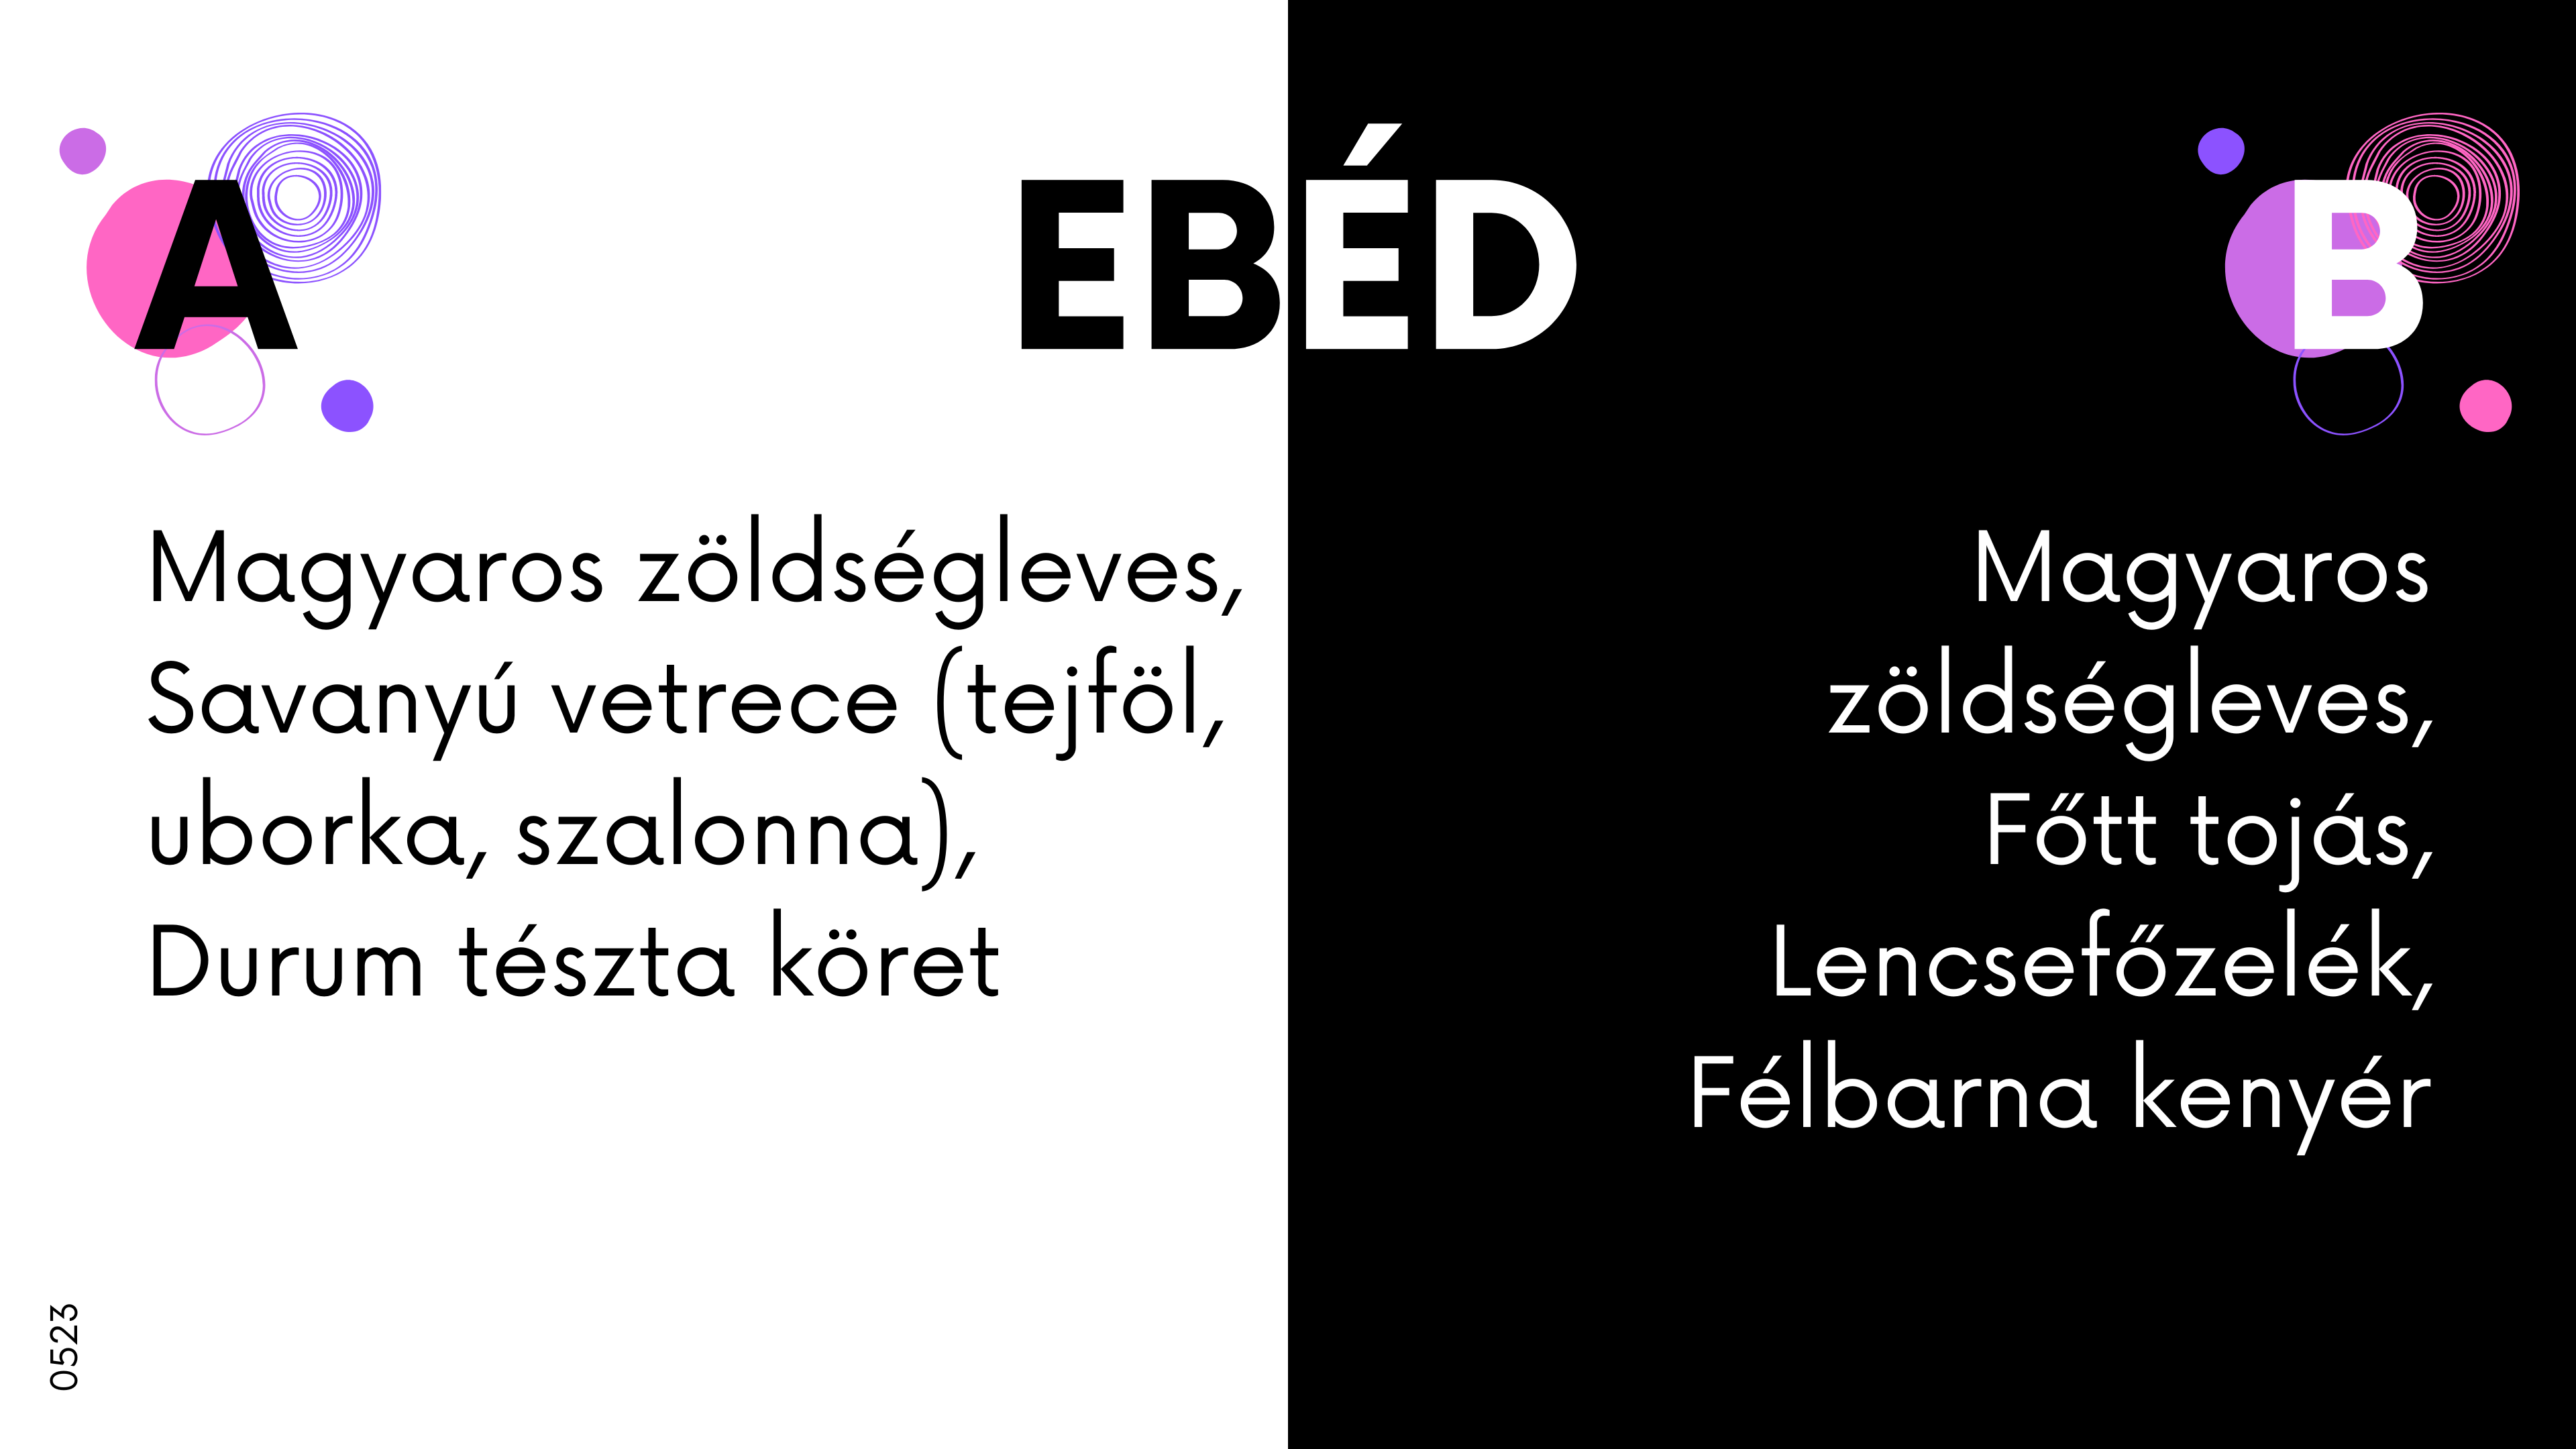 A
EBÉD
B
Magyaros zöldségleves,
Savanyú vetrece (tejföl,
uborka, szalonna),
Durum tészta köret
Magyaros
zöldségleves,
Főtt tojás,
Lencsefőzelék,
Félbarna kenyér
0523